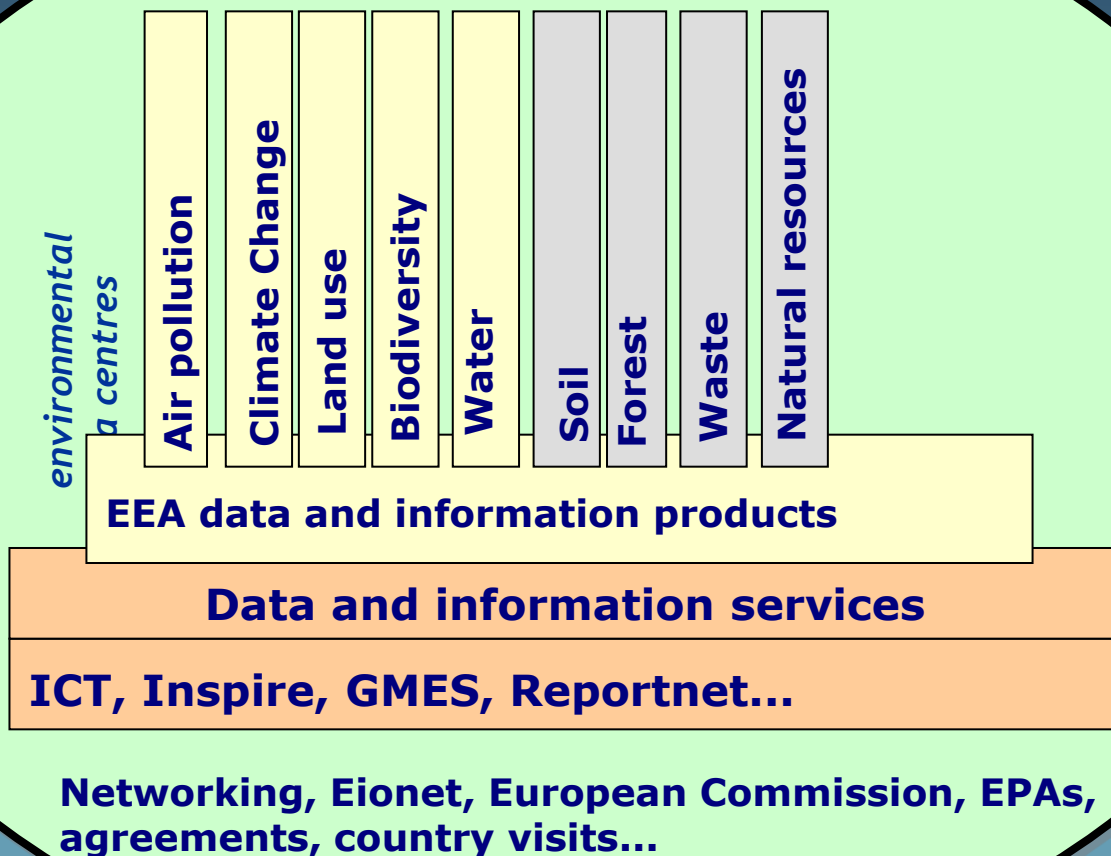 environmental
centres
Air pollution
Climate Change
Land use
Biodiversity
Water
Soil
Forest
Waste
Natural resources
EEA data and information products
Data and information services
ICT, Inspire, GMES, Reportnet...
Networking, Eionet, European Commission, EPAs,
agreements, country visits...